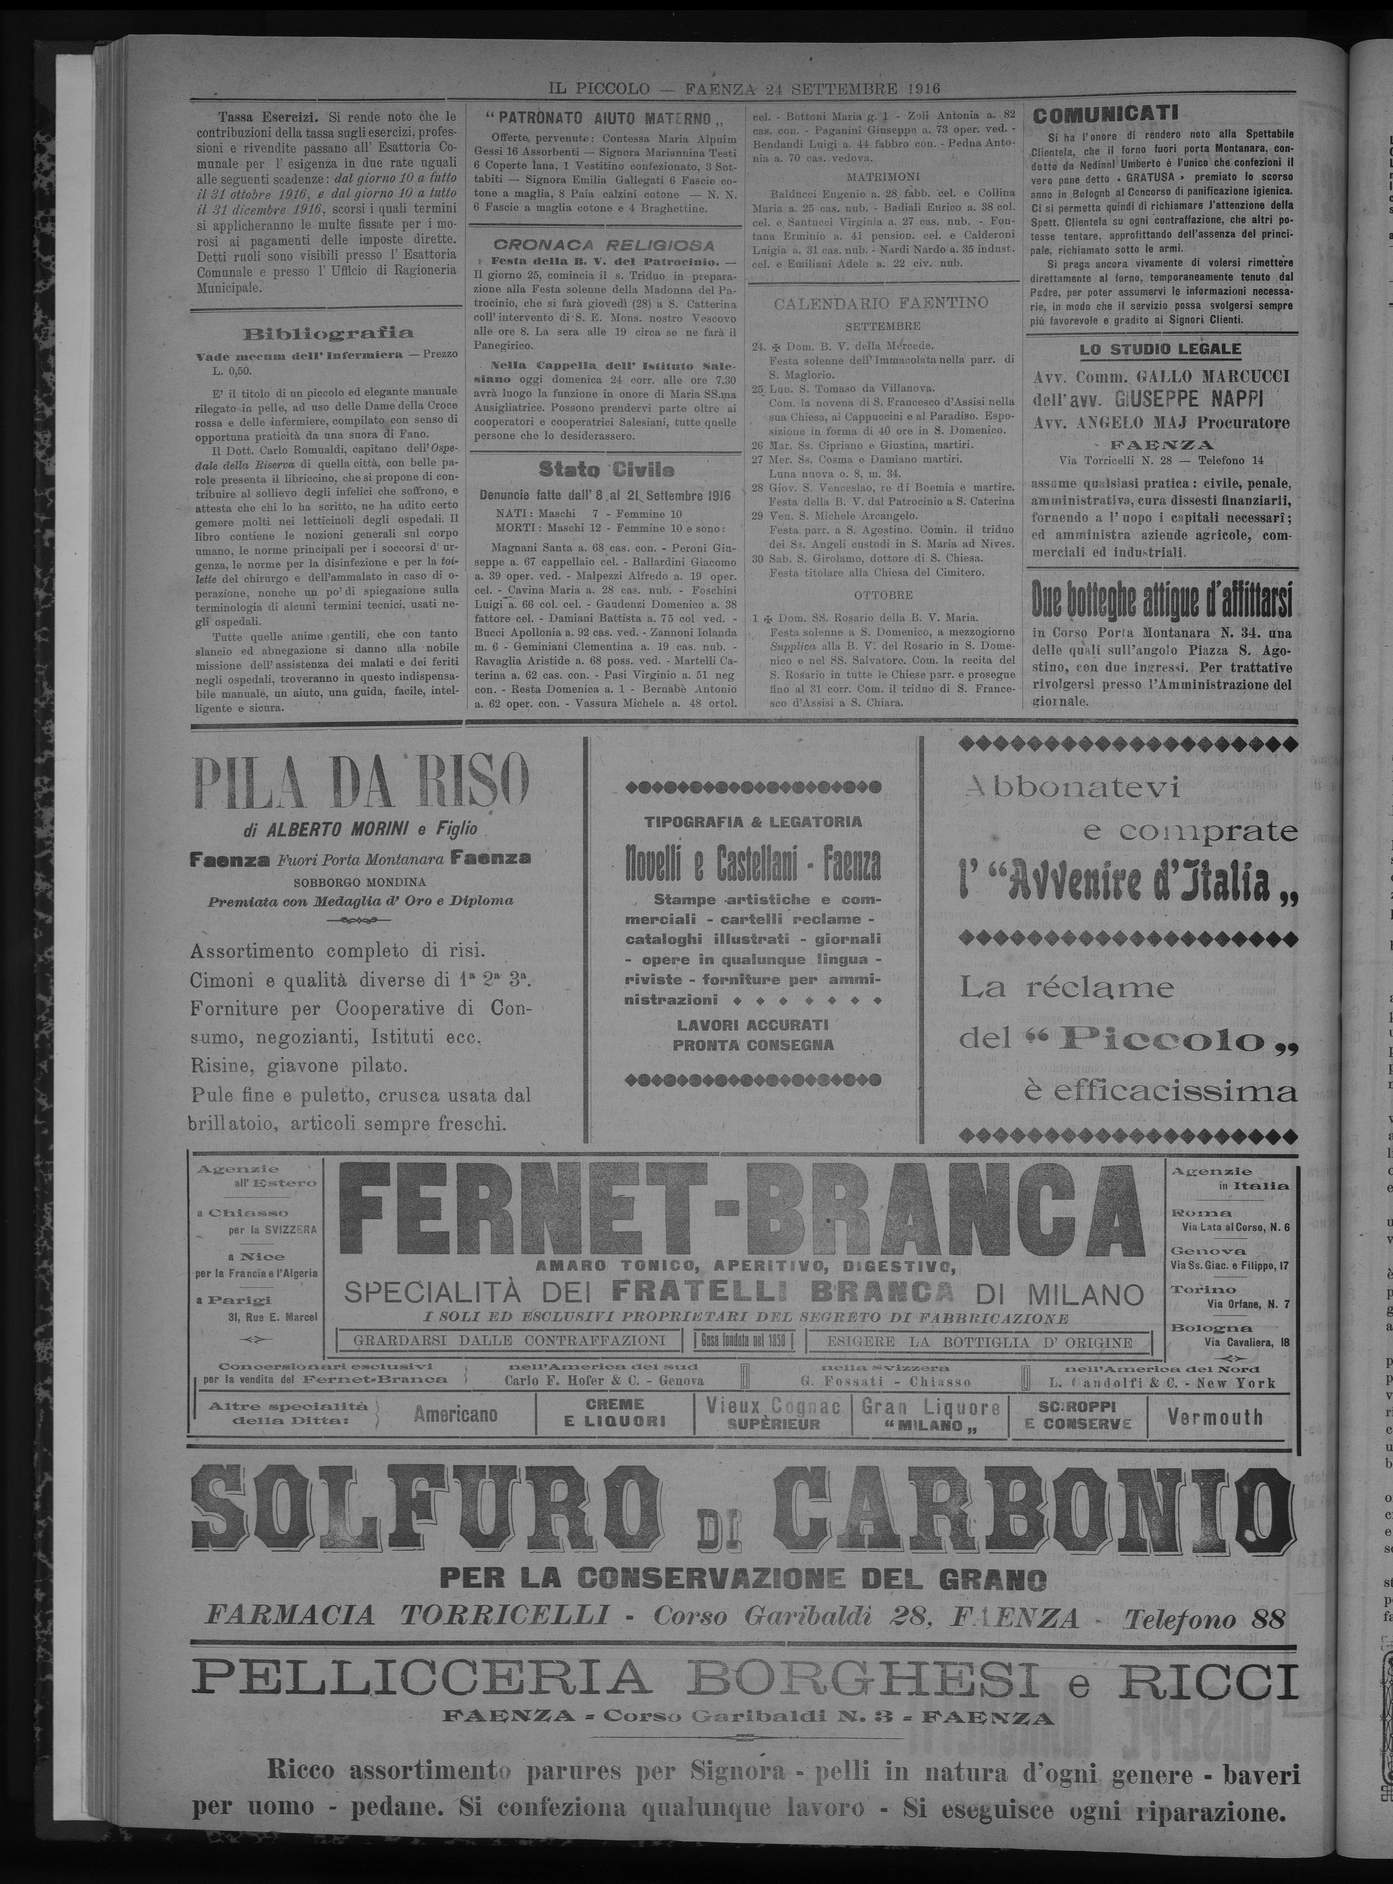 IL PICCOLO — FAENZA 24 SETTEMBRE 1916
Tassa Esercizi. Si rende noto che le
contribuzioni della tassa sugli esercizi, profes-
sioni e rivendite passano all' Esattoria Co-
munale per l' esigenza in due rate uguali
alle seguenti scadenze: dal giorno 10 a tutto
il 31 ottobre 1916, e dal giorno 10 a tutto
il 31 dicembre 1916, scorsi i quali termini
si applicheranno le multe fissate per i mo-
rosi ai pagamenti delle imposte dirette.
Detti ruoli sono visibili presso l' Esattoria
Comunale e presso l' Ufficio di Ragioneria
Municipale.
Bibliografia
Vade mecum dell' Infermiera — Prezzo
L. 0,50.
E' il titolo di un piccolo ed elegante manuale
rilegato in pelle, ad uso delle Dame della Croce
rossa e delle infermiere, compilato con senso di
opportuna praticità da una suora di Fano.
Il Dott. Carlo Romualdi, capitano dell'Ospe-
dale della Riserva di quella città, con belle pa-
role presenta il libriccino, che si propone di con-
tribuire al sollievo degli infelici che soffrono, e
attesta che chi lo ha scritto, ne ha udito certo
gemere molti nei letticiuoli degli ospedali. Il
libro contiene le nozioni generali sul corpo
umano, le norme principali per i soccorsi d' ur-
genza, le norme per la disinfezione e per la toi-
lette del chirurgo e dell'ammalato in caso di o-
perazione, nonche un po' di spiegazione sulla
terminologia di alcuni termini tecnici, usati ne-
gli ospedali.
Tutte quelle anime gentili, che con tanto
slancio ed abnegazione si danno alla nobile
missione dell' assistenza dei malati e dei feriti
negli ospedali, troveranno in questo indispensa-
bile manuale, un aiuto, una guida, facile, intel-
ligente e sicura.
" PATRONATO AIUTO MATERNO „
Offerte, pervenute: Contessa Maria Alpuim
Gessi 16 Assorbenti — Signora Mariannina Testi
6 Coperte lana, 1 Vestitino confezionato, 3 Sot-
tabiti — Signora Emilia Gallegati 6 Fascie co-
tone a maglia, 8 Paia calzini cotone — N. N.
6 Fascie a maglia cotone e 4 Braghettine.
CRONACA RELIGIOSA
Festa della B. V. del Patrocinio. —
Il giorno 25, comincia il s. Triduo in prepara-
zione alla Festa solenne della Madonna del Pa-
trocinio, che si farà giovedì (28) a S. Catterina
coll' intervento di S. E. Mons. nostro Vescovo
alle ore 8. La sera alle 19 circa se ne farà il
Panegirico.
Nella Cappella dell' Istituto Sale-
siano oggi domenica 24 corr. alle ore 7.30
avrà luogo la funzione in onore di Maria SS.ma
Ausigliatrice. Possono prendervi parte oltre ai
cooperatori e cooperatrici Salesiani, tutte quelle
persone che lo desiderassero.
Stato Civile
Denuncie fatte dall' 8 al 21 Settembre 1916
NATI: Maschi 7 - Femmine 10
MORTI: Maschi 12 - Femmine 10 e sono:
Magnani Santa a. 68 cas. con. - Peroni Giu-
seppe a. 67 cappellaio cel. - Ballardini Giacomo
a. 39 oper. ved. - Malpezzi Alfredo a. 19 oper.
cel. - Cavina Maria a. 28 cas. nub. - Foschini
Luigi a. 66 col. cel. - Gaudenzi Domenico a. 38
fattore cel. - Damiani Battista a. 75 col ved. -
Bucci Apollonia a. 92 cas. ved. - Zannoni Iolanda
m. 6 - Geminiani Clementina a. 19 cas. nub. -
Ravaglia Aristide a. 68 poss. ved. - Martelli Ca-
terina a. 62 cas. con. - Pasi Virginio a. 51 neg
con. - Resta Domenica a. 1 - Bernabè Antonio
a. 62 oper. con. - Vassura Michele a. 48 ortol.
cel. - Bottoni Maria g. 1 - Zoli Antonia a. 82
cas. con. - Paganini Giuseppa a. 73 oper. ved. -
Bendandi Luigi a. 44 fabbro con. - Pedna Anto-
nia a. 70 cas. vedova.
MATRIMONI
Balducci Eugenio a. 28 fabb. cel. e Collina
Maria a. 25 cas. nub. - Badiali Enrico a. 38 col.
cel. e Santucci Virginia a. 27 cas. nub. - Fon-
tana Erminio a. 41 pension. cel. e Calderoni
Luigia a. 31 cas. nub. - Nardi Nardo a. 35 indust.
cel. e Emiliani Adele a. 22 civ. nub.
CALENDARIO FAENTINO
SETTEMBRE
24. ✠ Dom. B. V. della Mercede.
Festa solenne dell' Immacolata nella parr. di
S. Maglorio.
25 Lun. S. Tomaso da Villanova.
Com. la novena di S. Francesco d'Assisi nella
sua Chiesa, ai Cappuccini e al Paradiso. Espo-
sizione in forma di 40 ore in S. Domenico.
26 Mar. Ss. Cipriano e Giustina, martiri.
27 Mer. Ss. Cosma e Damiano martiri.
Luna nuova o. 8, m. 34.
28 Giov. S. Venceslao, re di Boemia e martire.
Festa della B. V. dal Patrocinio a S. Caterina
29 Ven. S. Michele Arcangelo.
Festa parr. a S. Agostino. Comin. il triduo
dei Ss. Angeli custodi in S. Maria ad Nives.
30 Sab. S. Girolamo, dottore di S. Chiesa.
Festa titolare alla Chiesa del Cimitero.
OTTOBRE
1 ✠ Dom. SS. Rosario della B. V. Maria.
Festa solenne a S. Domenico, a mezzogiorno
Supplica alla B. V. del Rosario in S. Dome-
nico e nel SS. Salvatore. Com. la recita del
S. Rosario in tutte le Chiese parr. e prosegue
fino al 31 corr. Com. il triduo di S. France-
sco d'Assisi a S. Chiara.
COMUNICATI
Si ha l'onore di rendero noto alla Spettabile
Clientela, che il forno fuori porta Montanara, con-
dotto da Nedlani Umberto è l'unico che confezioni il
vero pane detto « GRATUSA » premiato lo scorso
anno in Bologna al Concorso di panificazione igienica.
Ci si permetta quindi di richiamare l'attenzione della
Spett. Clientela su ogni contraffazione, che altri po-
tesse tentare, approfittando dell'assenza del princi-
pale, richiamato sotto le armi.
Si prega ancora vivamente di volersi rimettere
direttamente al forno, temporaneamente tenuto dal
Padre, per poter assumervi le informazioni necessa-
rie, in modo che il servizio possa svolgersi sempre
più favorevole e gradito ai Signori Clienti.
LO STUDIO LEGALE
Avv. Comm. GALLO MARCUCCI
dell'avv. GIUSEPPE NAPPI
Avv. ANGELO MAJ Procuratore
FAENZA
Via Torricelli N. 28 — Telefono 14
assume qualsiasi pratica: civile, penale,
amministrativa, cura dissesti finanziarii,
fornendo a l' uopo i capitali necessarî;
ed amministra aziende agricole, com-
merciali ed industriali.
Due botteghe attigue d'affittarsi
in Corso Porta Montanara N. 34. una
delle quali sull'angolo Piazza S. Ago-
stino, con due ingressi. Per trattative
rivolgersi presso l'Amministrazione del
giornale.
PILA DA RISO
di ALBERTO MORINI e Figlio
Faenza Fuori Porta Montanara Faenza
SOBBORGO MONDINA
Premiata con Medaglia d' Oro e Diploma
Assortimento completo di risi.
Cimoni e qualità diverse di 1ª 2ª 3ª.
Forniture per Cooperative di Con-
sumo, negozianti, Istituti ecc.
Risine, giavone pilato.
Pule fine e puletto, crusca usata dal
brillatoio, articoli sempre freschi.
TIPOGRAFIA & LEGATORIA
Novelli e Castellani - Faenza
Stampe artistiche e com-
merciali - cartelli reclame -
cataloghi illustrati - giornali
- opere in qualunque lingua -
riviste - forniture per ammi-
nistrazioni
LAVORI ACCURATI
PRONTA CONSEGNA
Abbonatevi
e comprate
l' "Avvenire d'Italia „
La réclame
del " Piccolo „
è efficacissima
Agenzie
all' Estero
a Chiasso
per la SVIZZERA
a Nice
per la Francia e l'Algeria
a Parigi
31, Rue E. Marcel
FERNET-BRANCA
AMARO TONICO, APERITIVO, DIGESTIVO,
SPECIALITÀ DEI FRATELLI BRANCA DI MILANO
I SOLI ED ESCLUSIVI PROPRIETARI DEL SEGRETO DI FABBRICAZIONE
GUARDARSI DALLE CONTRAFFAZIONI
Casa fondata nel 1850
ESIGERE LA BOTTIGLIA D' ORIGINE
Agenzie
in Italia
Roma
Via Lata al Corso, N. 6
Genova
Via Ss. Giac. e Filippo, 17
Torino
Via Orfane, N. 7
Bologna
Via Cavaliera, 18
Concersionari esclusivi
per la vendita del Fernet-Branca
nell'America del Sud
Carlo F. Hofer & C. - Genova
nella Svizzera
G. Fossati - Chiasso
nell'America del Nord
L. Gandolfi & C. - New York
Altre specialità
della Ditta:
Americano
CREME
E LIQUORI
Vieux Cognac
SUPÈRIEUR
Gran Liquore
" MILANO „
SCIROPPI
E CONSERVE
Vermouth
SOLFURO DI CARBONIO
PER LA CONSERVAZIONE DEL GRANO
FARMACIA TORRICELLI - Corso Garibaldi 28, FAENZA - Telefono 88
PELLICCERIA BORGHESI e RICCI
FAENZA - Corso Garibaldi N. 3 - FAENZA
Ricco assortimento parures per Signora - pelli in natura d'ogni genere - baveri
per uomo - pedane. Si confeziona qualunque lavoro - Si eseguisce ogni riparazione.